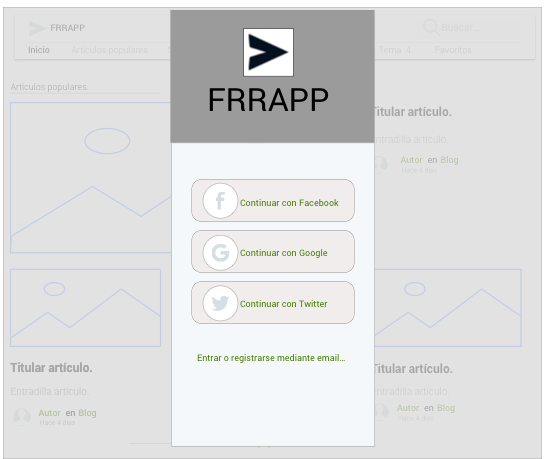 FRRAPP
Buscar...
Inicio Artículos populares. Tema 4 Favoritos
Artículos populares.
FRRAPP
Titular artículo.
Entradilla artículo
Autor en Blog
Hace 4 días
Continuar con Facebook
Continuar con Google
Continuar con Twitter
Entrar o registrarse mediante email...
Titular artículo.
Entradilla artículo
Autor en Blog
Hace 4 días
Titular artículo.
Entradilla artículo
Autor en Blog
Hace 4 días